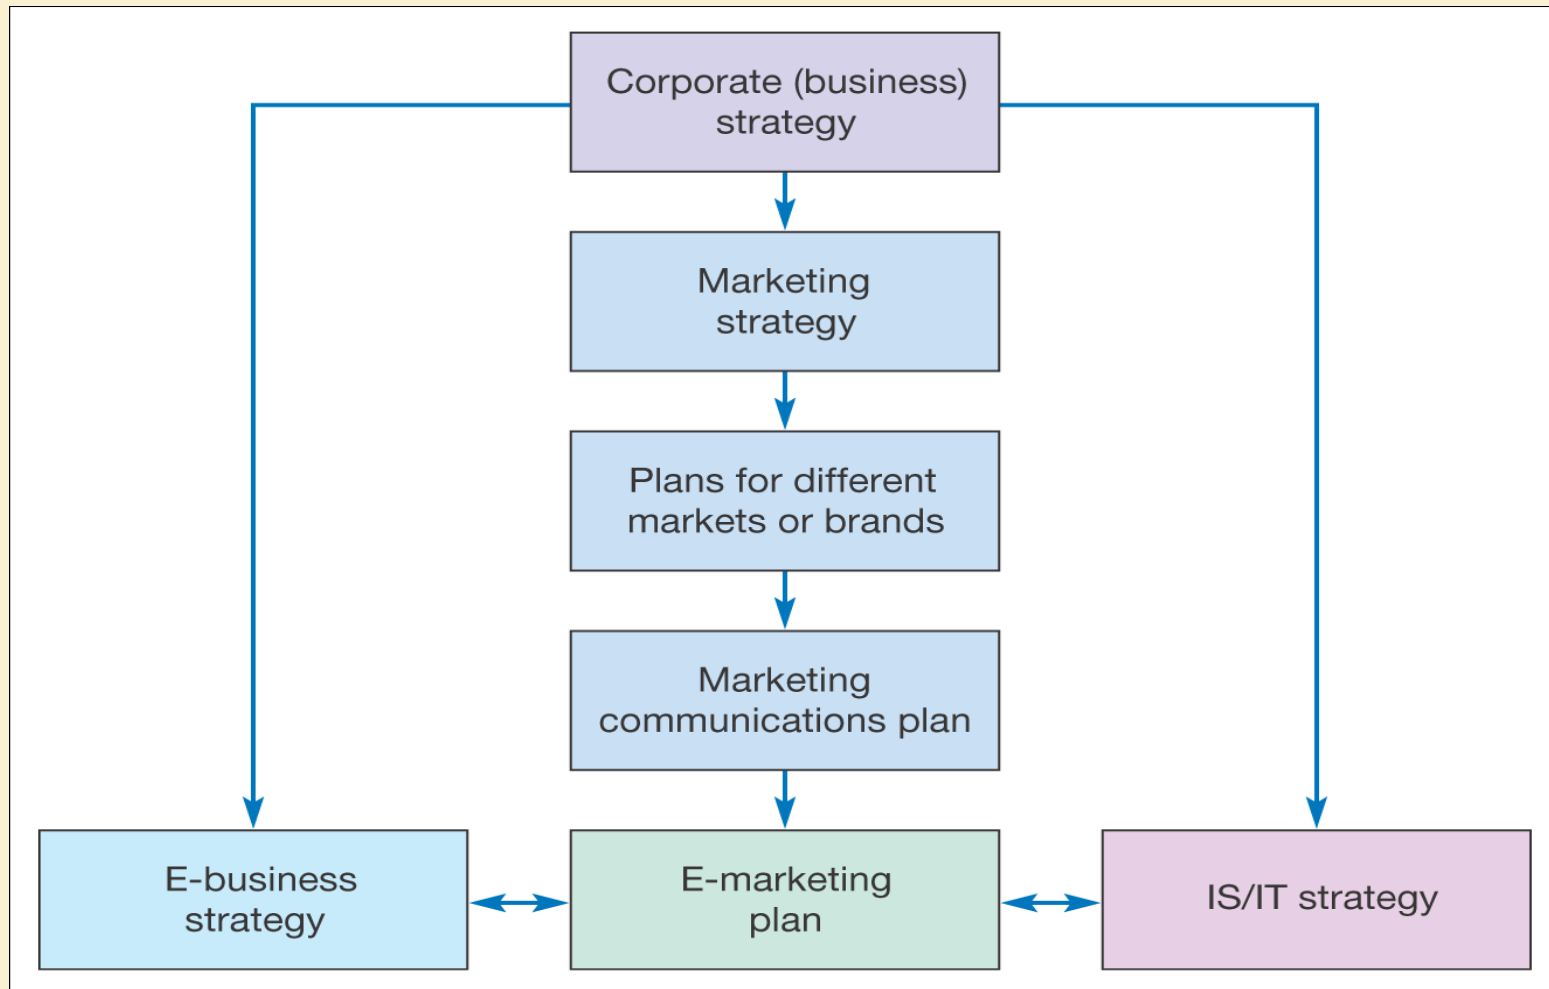 Corporate (business)
strategy
Marketing
strategy
Plans for different
markets or brands
Marketing
communications plan
E-business
strategy
E-marketing
plan
IS/IT strategy